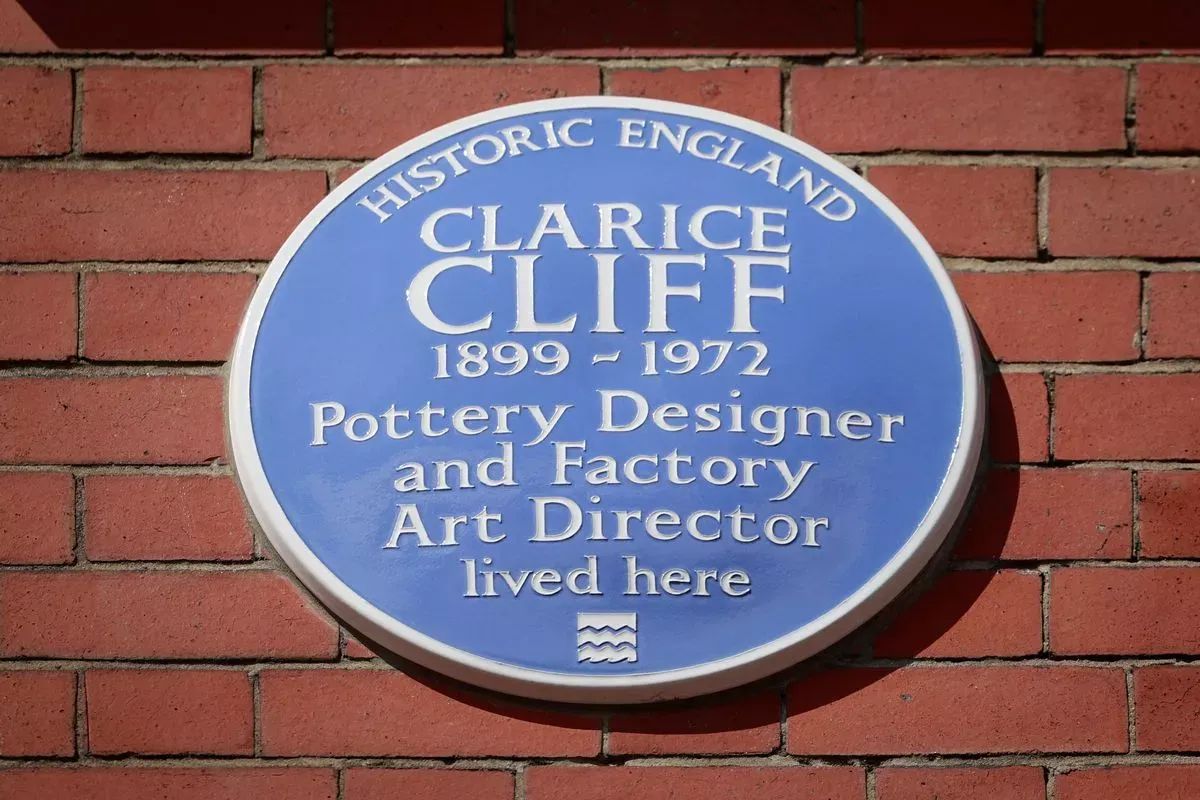 HISTORIC ENGLAND
CLARICE
CLIFF
1899 ~ 1972
Pottery Designer
and Factory
Art Director
lived here